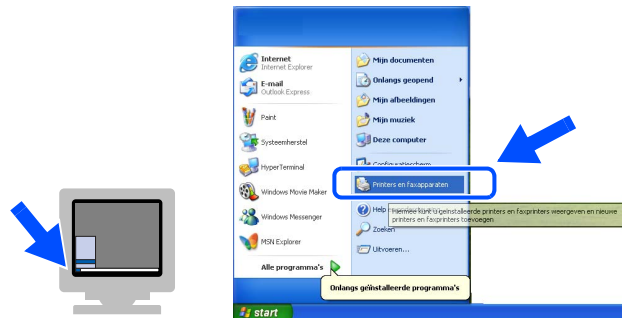 Internet
Internet Explorer
E-mail
Outlook Express
Paint
Systeemherstel
HyperTerminal
Windows Movie Maker
Windows Messenger
MSN Explorer
Alle programma's
Mijn documenten
Onlangs geopend
Mijn afbeeldingen
Mijn muziek
Deze computer
Configuratiescherm
Printers en faxapparaten
Help
Hiermee kunt u geïnstalleerde printers en faxprinters weergeven en nieuwe
printers en faxprinters toevoegen.
Zoeken
Uitvoeren...
Onlangs geïnstalleerde programma's
start